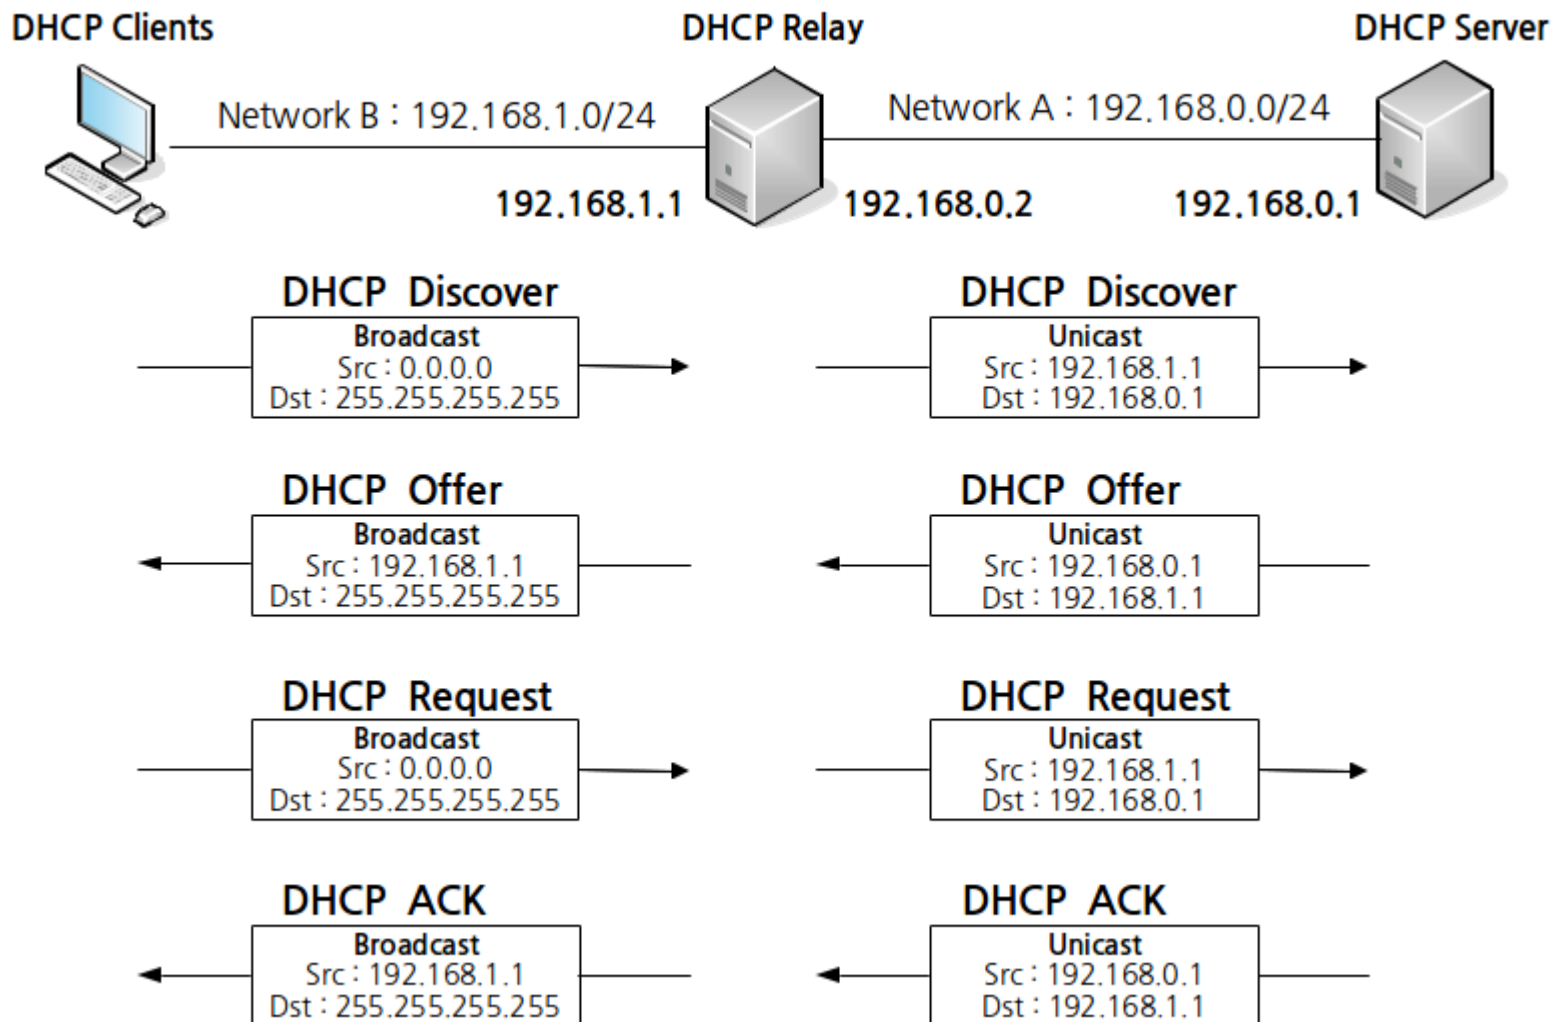 DHCP Clients
DHCP Relay
DHCP Server
Network B : 192.168.1.0/24
Network A : 192.168.0.0/24
192.168.1.1
192.168.0.2
192.168.0.1
DHCP Discover
Broadcast
Src : 0.0.0.0
Dst : 255.255.255.255
DHCP Discover
Unicast
Src : 192.168.1.1
Dst : 192.168.0.1
DHCP Offer
Broadcast
Src : 192.168.1.1
Dst : 255.255.255.255
DHCP Offer
Unicast
Src : 192.168.0.1
Dst : 192.168.1.1
DHCP Request
Broadcast
Src : 0.0.0.0
Dst : 255.255.255.255
DHCP Request
Unicast
Src : 192.168.1.1
Dst : 192.168.0.1
DHCP ACK
Broadcast
Src : 192.168.1.1
Dst : 255.255.255.255
DHCP ACK
Unicast
Src : 192.168.0.1
Dst : 192.168.1.1